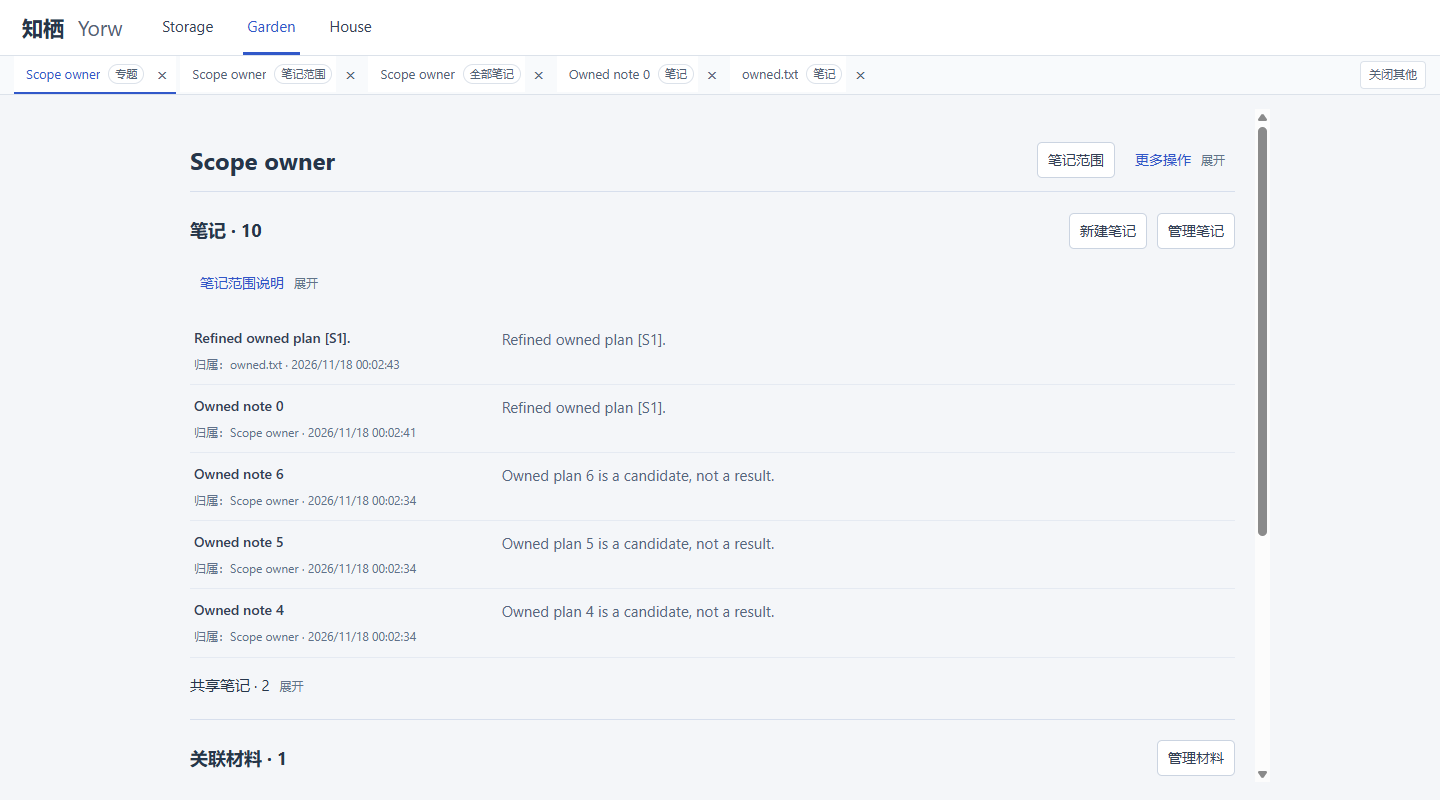 知栖 Yorw Storage Garden House
Scope owner 专题 × Scope owner 笔记范围 × Scope owner 全部笔记 × Owned note 0 笔记 × owned.txt 笔记 × 关闭其他
Scope owner 笔记范围 更多操作 展开
笔记 · 10 新建笔记 管理笔记
笔记范围说明 展开
Refined owned plan [S1]. Refined owned plan [S1].
归属：owned.txt · 2026/11/18 00:02:43
Owned note 0 Refined owned plan [S1].
归属：Scope owner · 2026/11/18 00:02:41
Owned note 6 Owned plan 6 is a candidate, not a result.
归属：Scope owner · 2026/11/18 00:02:34
Owned note 5 Owned plan 5 is a candidate, not a result.
归属：Scope owner · 2026/11/18 00:02:34
Owned note 4 Owned plan 4 is a candidate, not a result.
归属：Scope owner · 2026/11/18 00:02:34
共享笔记 · 2 展开
关联材料 · 1 管理材料